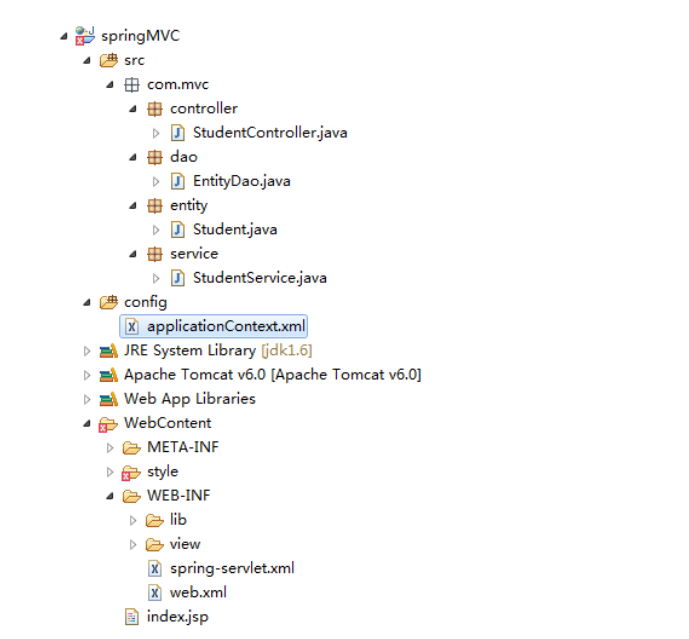 springMVC
src
com.mvc
controller
StudentController.java
dao
EntityDao.java
entity
Student.java
service
StudentService.java
config
applicationContext.xml
JRE System Library [jdk1.6]
Apache Tomcat v6.0 [Apache Tomcat v6.0]
Web App Libraries
WebContent
META-INF
style
WEB-INF
lib
view
spring-servlet.xml
web.xml
index.jsp